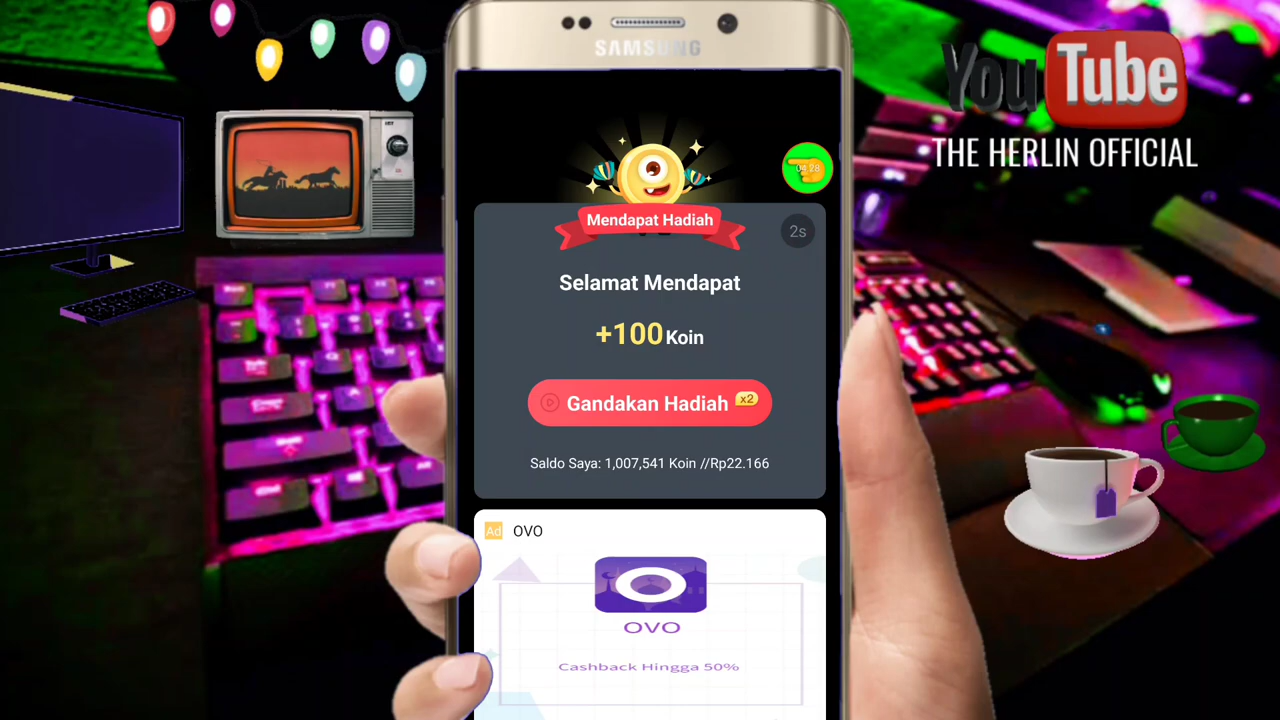 SAMSUNG
YouTube
THE HERLIN OFFICIAL
Mendapat Hadiah
2s
Selamat Mendapat
+100 Koin
Gandakan Hadiah x2
Saldo Saya: 1,007,541 Koin //Rp22.166
Ad OVO
OVO
Cashback Hingga 50%